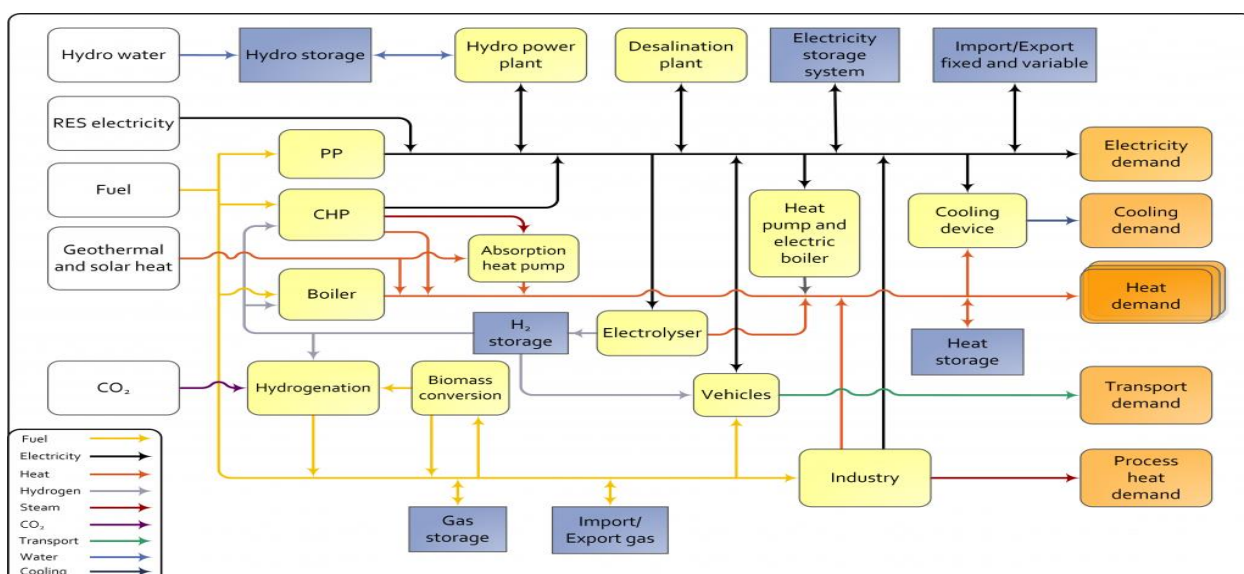 Hydro water
Hydro storage
Hydro power
plant
Desalination
plant
Electricity
storage
system
Import/Export
fixed and variable
RES electricity
PP
Electricity
demand
Fuel
CHP
Heat
pump and
electric
boiler
Cooling
device
Cooling
demand
Geothermal
and solar heat
Absorption
heat pump
Boiler
Heat
demand
H₂
storage
Electrolyser
Heat
storage
CO₂
Hydrogenation
Biomass
conversion
Vehicles
Transport
demand
Industry
Process
heat
demand
Gas
storage
Import/
Export gas
Fuel
Electricity
Heat
Hydrogen
Steam
CO₂
Transport
Water
Cooling